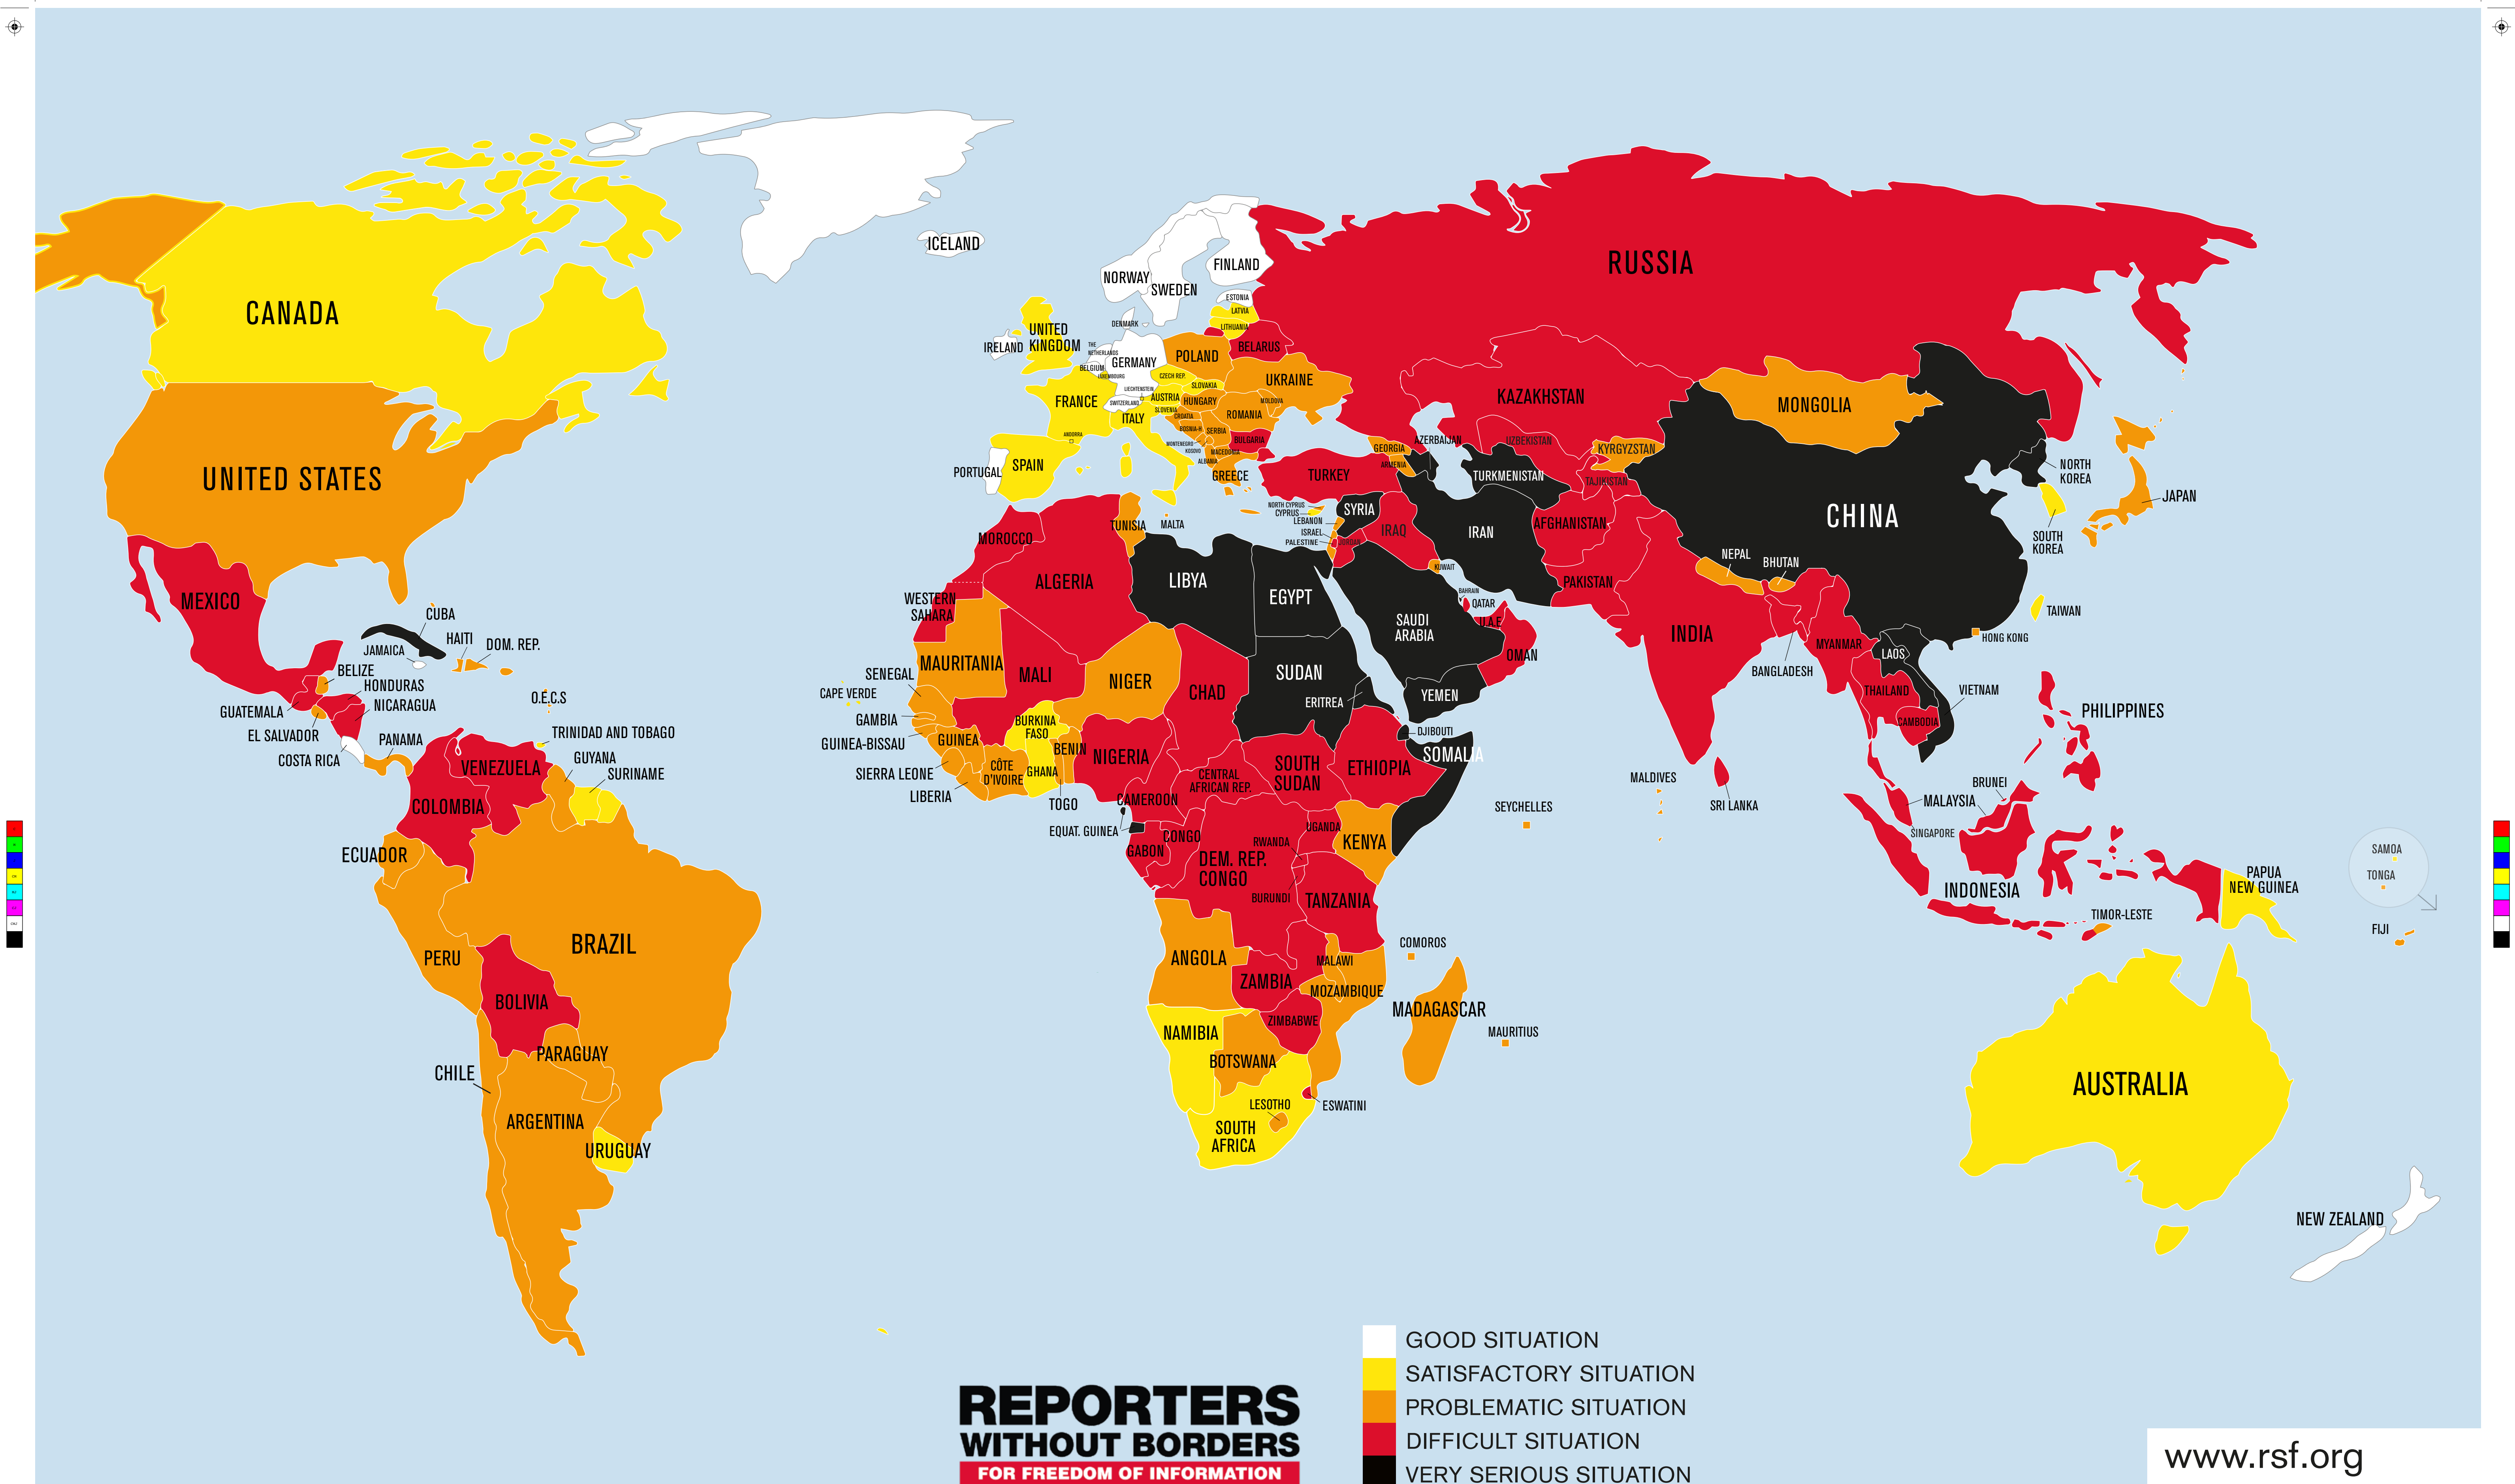 ICELAND
NORWAY
SWEDEN
FINLAND
ESTONIA
LATVIA
LITHUANIA
DENMARK
RUSSIA
CANADA
IRELAND
UNITED
KINGDOM
THE
NETHERLANDS
BELGIUM
LUXEMBOURG
GERMANY
POLAND
BELARUS
CZECH REP.
SLOVAKIA
UKRAINE
LIECHTENSTEIN
SWITZERLAND
AUSTRIA
HUNGARY
MOLDOVA
FRANCE
SLOVENIA
CROATIA
ROMANIA
ITALY
BOSNIA-H.
SERBIA
BULGARIA
ANDORRA
MONTENEGRO
KOSOVO
MACEDONIA
ALBANIA
GREECE
PORTUGAL
SPAIN
KAZAKHSTAN
MONGOLIA
GEORGIA
AZERBAIJAN
ARMENIA
UZBEKISTAN
KYRGYZSTAN
TURKEY
TURKMENISTAN
TAJIKISTAN
NORTH
KOREA
JAPAN
SOUTH
KOREA
CHINA
UNITED STATES
TUNISIA
MALTA
NORTH CYPRUS
CYPRUS
LEBANON
ISRAEL
PALESTINE
JORDAN
SYRIA
IRAQ
IRAN
AFGHANISTAN
MOROCCO
ALGERIA
LIBYA
EGYPT
KUWAIT
PAKISTAN
NEPAL
BHUTAN
BAHRAIN
QATAR
U.A.E
SAUDI
ARABIA
OMAN
INDIA
BANGLADESH
MYANMAR
LAOS
HONG KONG
TAIWAN
MEXICO
CUBA
HAITI
DOM. REP.
JAMAICA
BELIZE
HONDURAS
NICARAGUA
GUATEMALA
EL SALVADOR
COSTA RICA
PANAMA
O.E.C.S
TRINIDAD AND TOBAGO
GUYANA
SURINAME
VENEZUELA
COLOMBIA
ECUADOR
WESTERN
SAHARA
MAURITANIA
MALI
NIGER
CHAD
SUDAN
ERITREA
YEMEN
DJIBOUTI
SOMALIA
CAPE VERDE
SENEGAL
GAMBIA
GUINEA-BISSAU
GUINEA
SIERRA LEONE
LIBERIA
BURKINA
FASO
CÔTE
D'IVOIRE
GHANA
BENIN
TOGO
NIGERIA
CAMEROON
EQUAT. GUINEA
CENTRAL
AFRICAN REP.
SOUTH
SUDAN
ETHIOPIA
GABON
CONGO
DEM. REP.
CONGO
UGANDA
RWANDA
BURUNDI
KENYA
TANZANIA
THAILAND
CAMBODIA
VIETNAM
PHILIPPINES
MALDIVES
SRI LANKA
SEYCHELLES
BRUNEI
MALAYSIA
SINGAPORE
INDONESIA
TIMOR-LESTE
PAPUA
NEW GUINEA
SAMOA
TONGA
FIJI
PERU
BRAZIL
BOLIVIA
PARAGUAY
CHILE
ARGENTINA
URUGUAY
ANGOLA
ZAMBIA
MALAWI
MOZAMBIQUE
COMOROS
MADAGASCAR
MAURITIUS
ZIMBABWE
NAMIBIA
BOTSWANA
LESOTHO
ESWATINI
SOUTH
AFRICA
AUSTRALIA
NEW ZEALAND
GOOD SITUATION
SATISFACTORY SITUATION
PROBLEMATIC SITUATION
DIFFICULT SITUATION
VERY SERIOUS SITUATION
REPORTERS
WITHOUT BORDERS
FOR FREEDOM OF INFORMATION
www.rsf.org